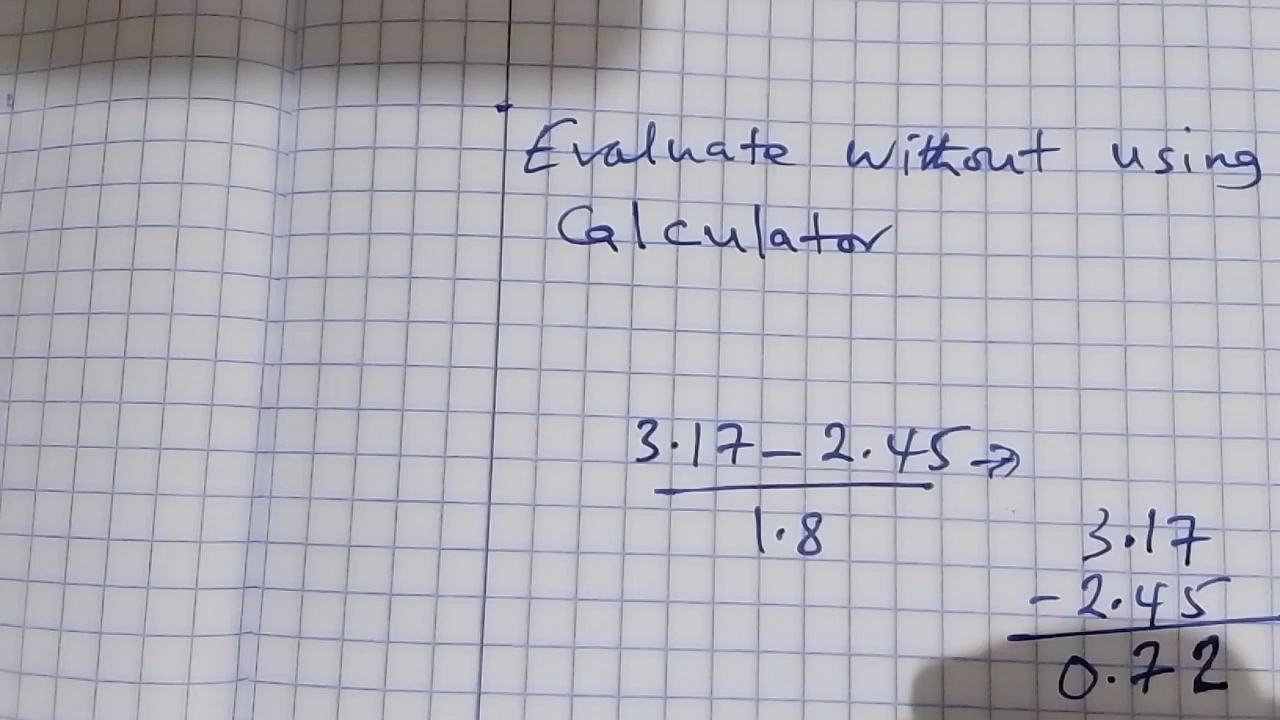 Evaluate without using
Calculator
3.17 - 2.45 →
1.8
3.17
- 2.45
0.72